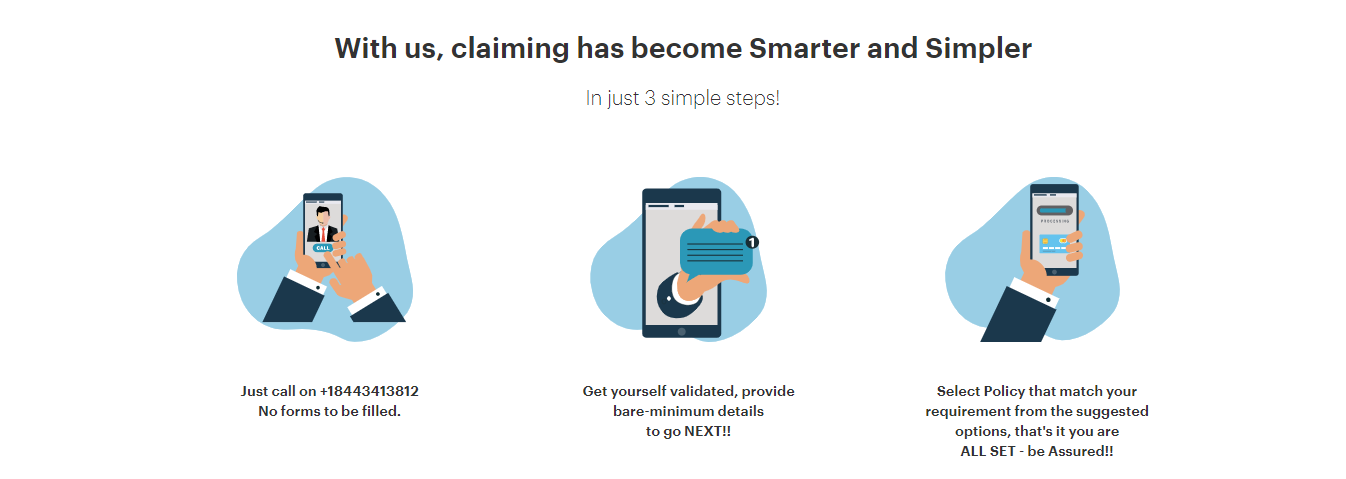 With us, claiming has become Smarter and Simpler
In just 3 simple steps!
CALL
1
PROCESSING
Just call on +18443413812
No forms to be filled.
Get yourself validated, provide
bare-minimum details
to go NEXT!!
Select Policy that match your
requirement from the suggested
options, that's it you are
ALL SET - be Assured!!